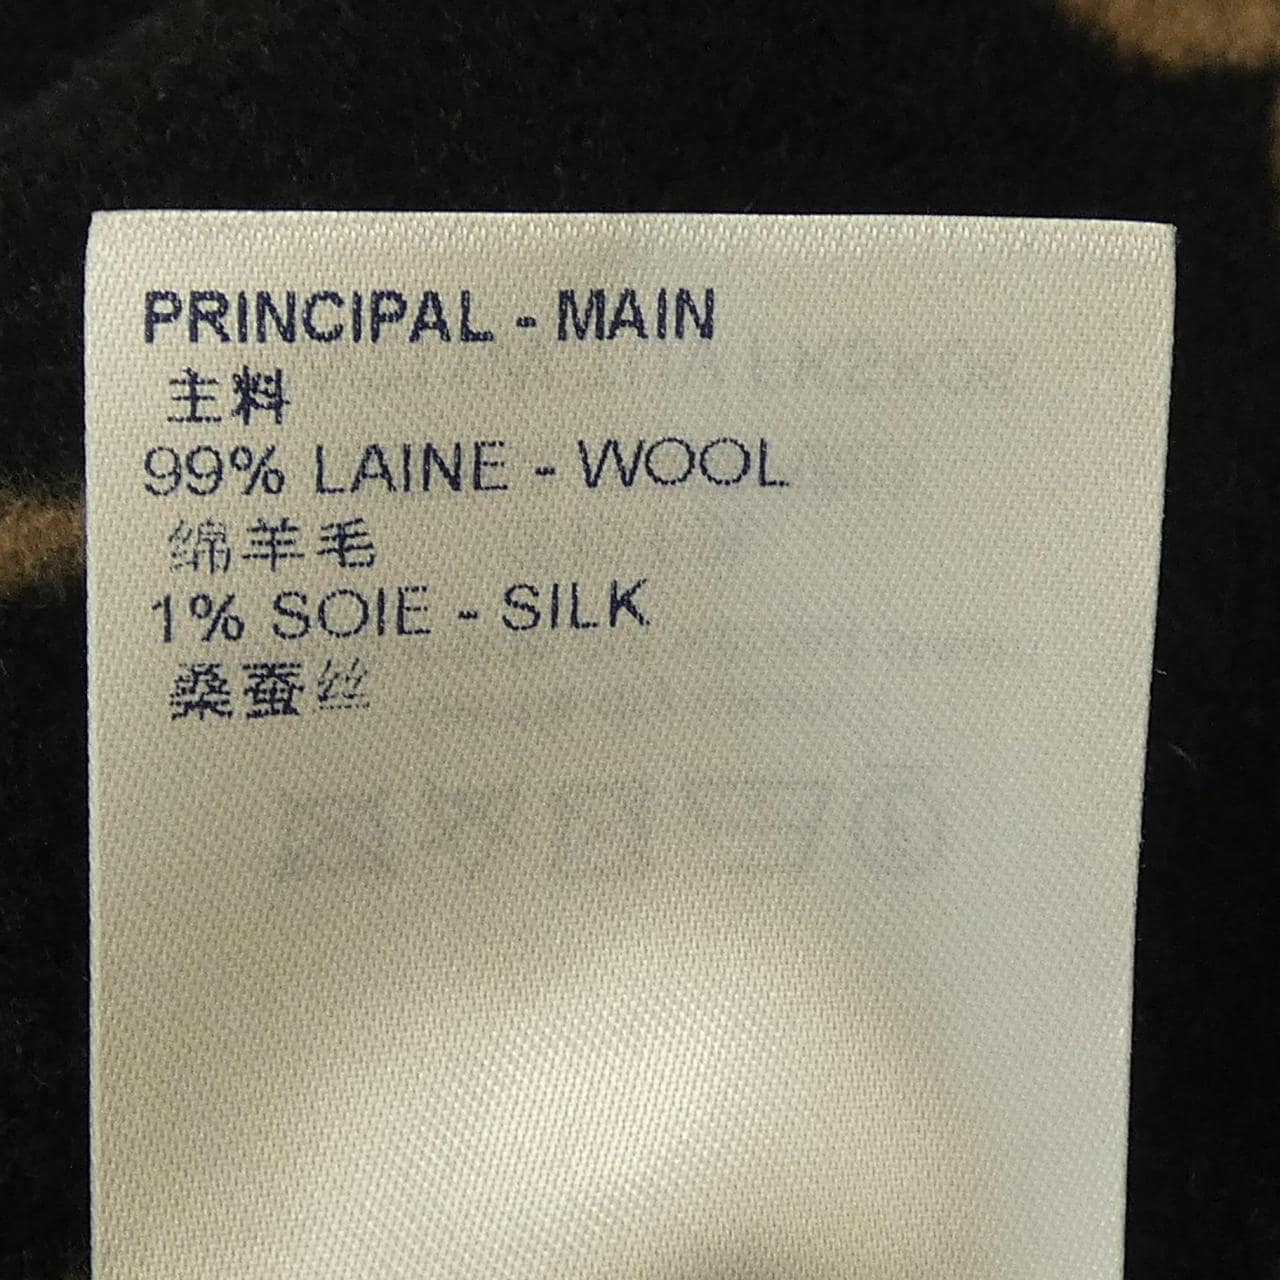 PRINCIPAL - MAIN
主料
99% LAINE - WOOL
绵羊毛
1% SOIE - SILK
桑蚕丝